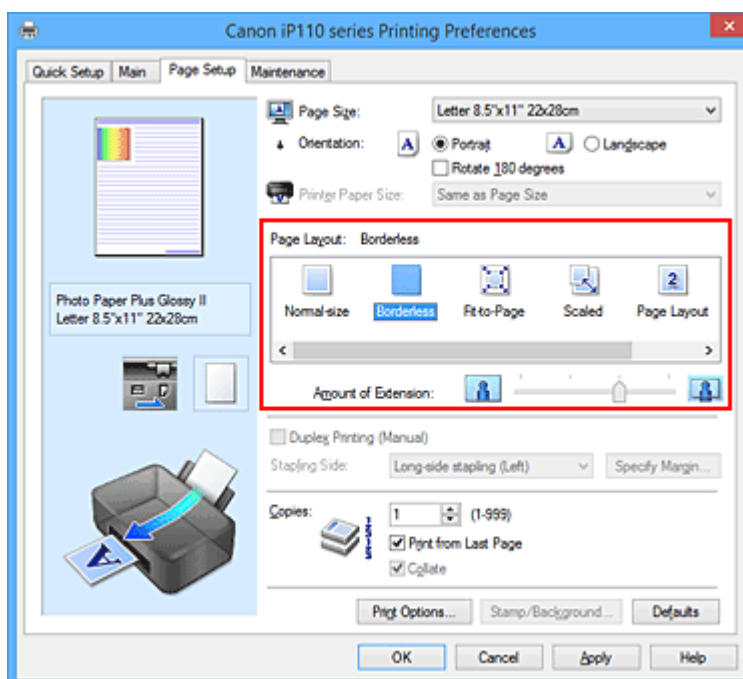 Canon iP110 series Printing Preferences
Quick Setup Main Page Setup Maintenance
Page Size: Letter 8.5"x11" 22x28cm
Orientation: A Portrait A Landscape
Rotate 180 degrees
Printer Paper Size: Same as Page Size
Page Layout: Borderless
2
Normal-size Borderless Fit-to-Page Scaled Page Layout
Photo Paper Plus Glossy II
Letter 8.5"x11" 22x28cm
Amount of Extension:
Duplex Printing (Manual)
Stapling Side: Long-side stapling (Left) Specify Margin...
Copies: 1 (1-999)
Print from Last Page
Collate
A
Print Options... Stamp/Background... Defaults
OK Cancel Apply Help